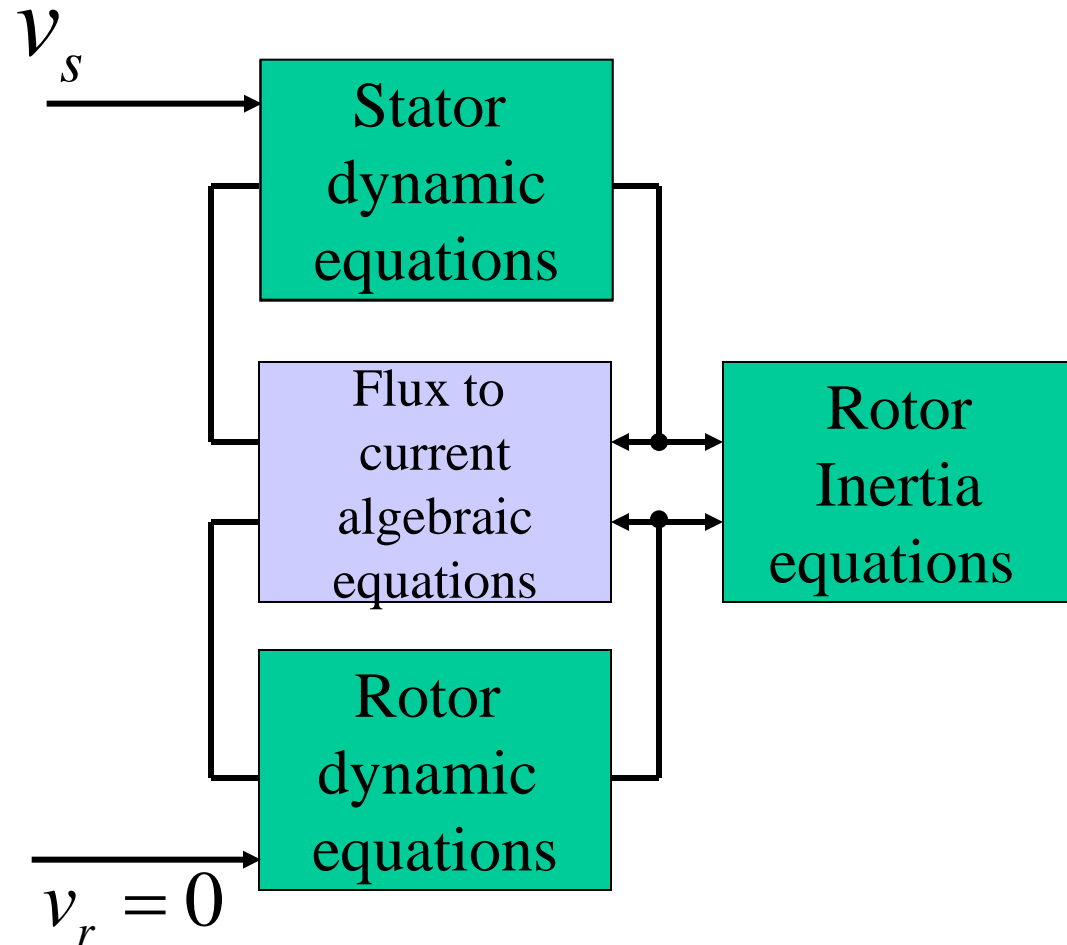 v_s
Stator
dynamic
equations
Flux to
current
algebraic
equations
Rotor
Inertia
equations
Rotor
dynamic
equations
v_r = 0